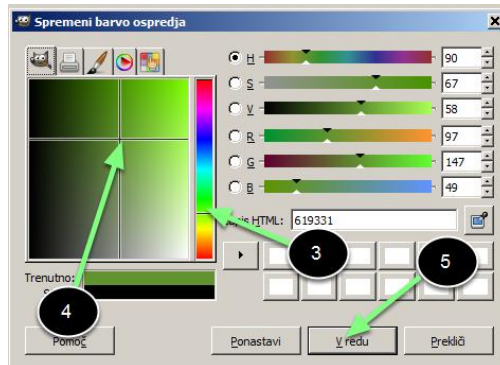 Spremeni barvo ospredja
H 90
S 67
V 58
R 97
G 147
B 49
HTML: 619331
3
5
Trenutno:
4
Pomoč
Ponastavi
V redu
Prekliči